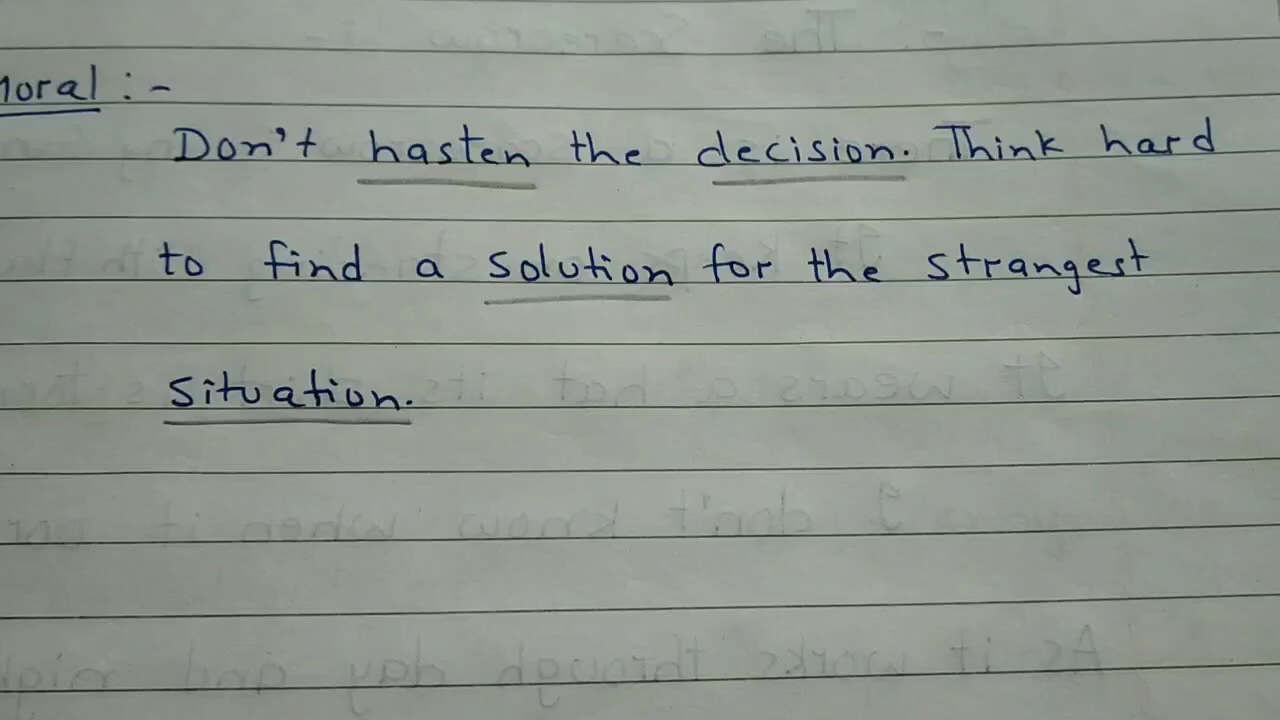 Moral :-
Don't hasten the decision. Think hard
to find a solution for the strangest
situation.